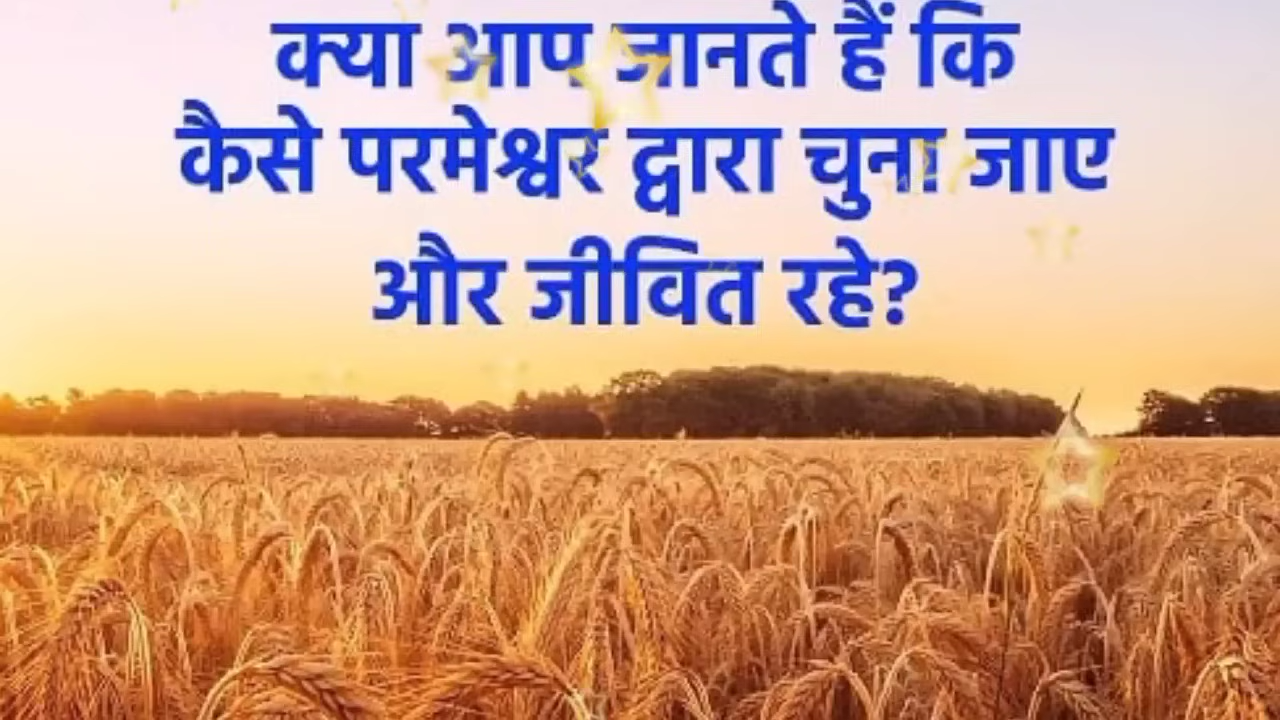 क्या आप जानते हैं कि
कैसे परमेश्वर द्वारा चुना जाए
और जीवित रहे?